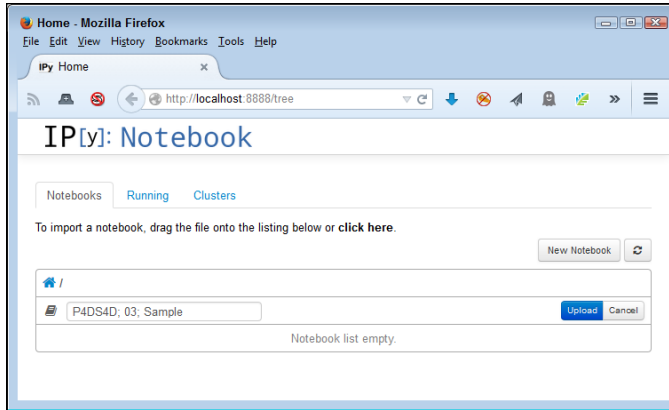 Home - Mozilla Firefox
File Edit View History Bookmarks Tools Help
IPy Home
http://localhost:8888/tree
IP[y]: Notebook
Notebooks Running Clusters
To import a notebook, drag the file onto the listing below or click here.
New Notebook
/
P4DS4D; 03; Sample Upload Cancel
Notebook list empty.